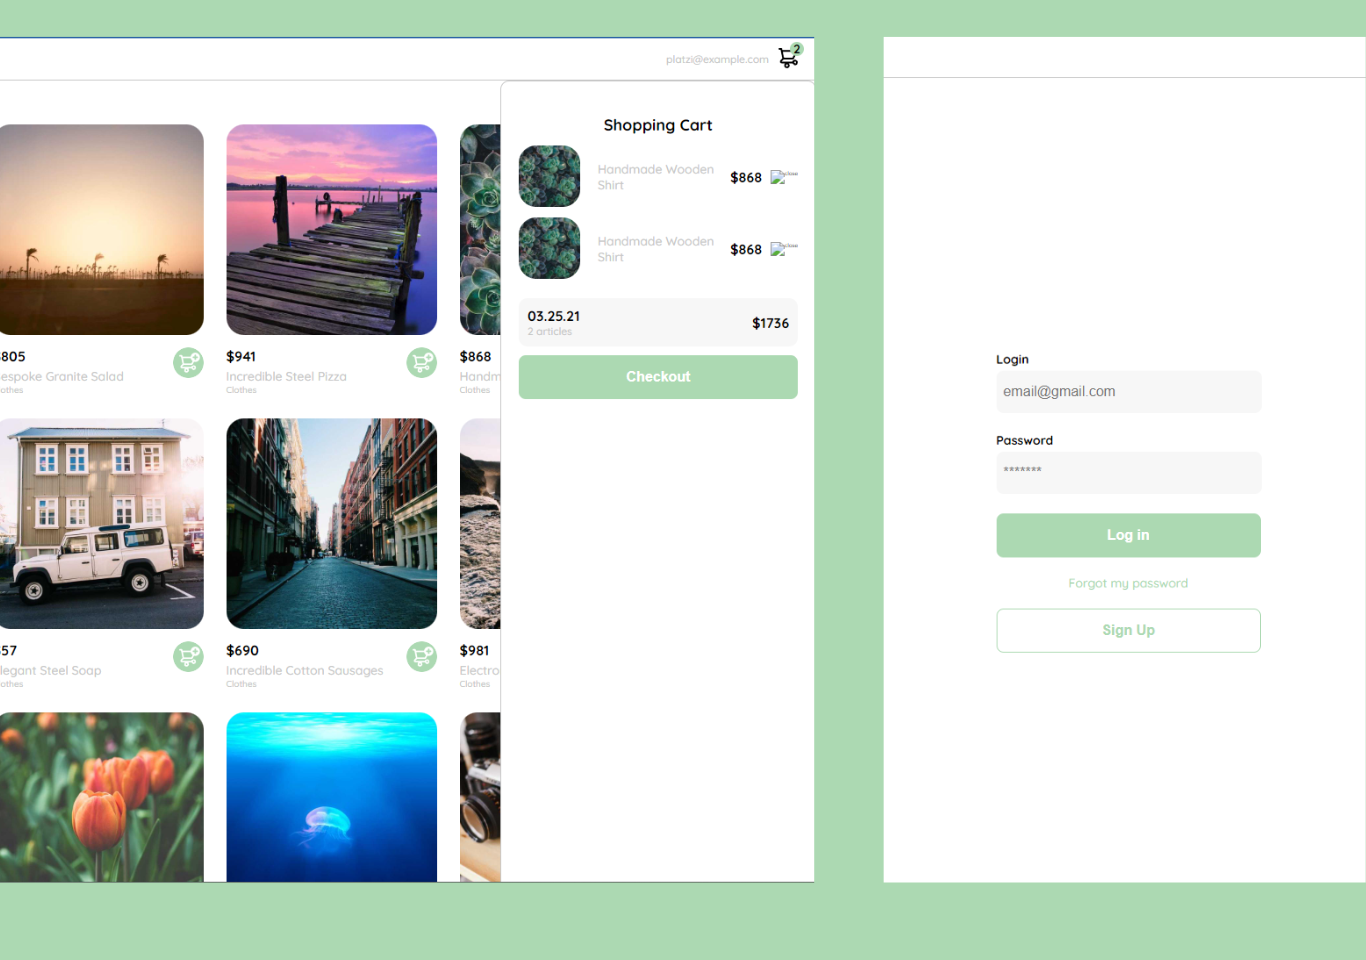 platzi@example.com
2
Shopping Cart
Handmade Wooden
Shirt
$868
Handmade Wooden
Shirt
$868
03.25.21
2 articles
$1736
Checkout
805
espoke Granite Salad
othes
$941
Incredible Steel Pizza
Clothes
$868
Handm
Clothes
57
legant Steel Soap
othes
$690
Incredible Cotton Sausages
Clothes
$981
Electro
Clothes
Login
email@gmail.com
Password
*******
Log in
Forgot my password
Sign Up